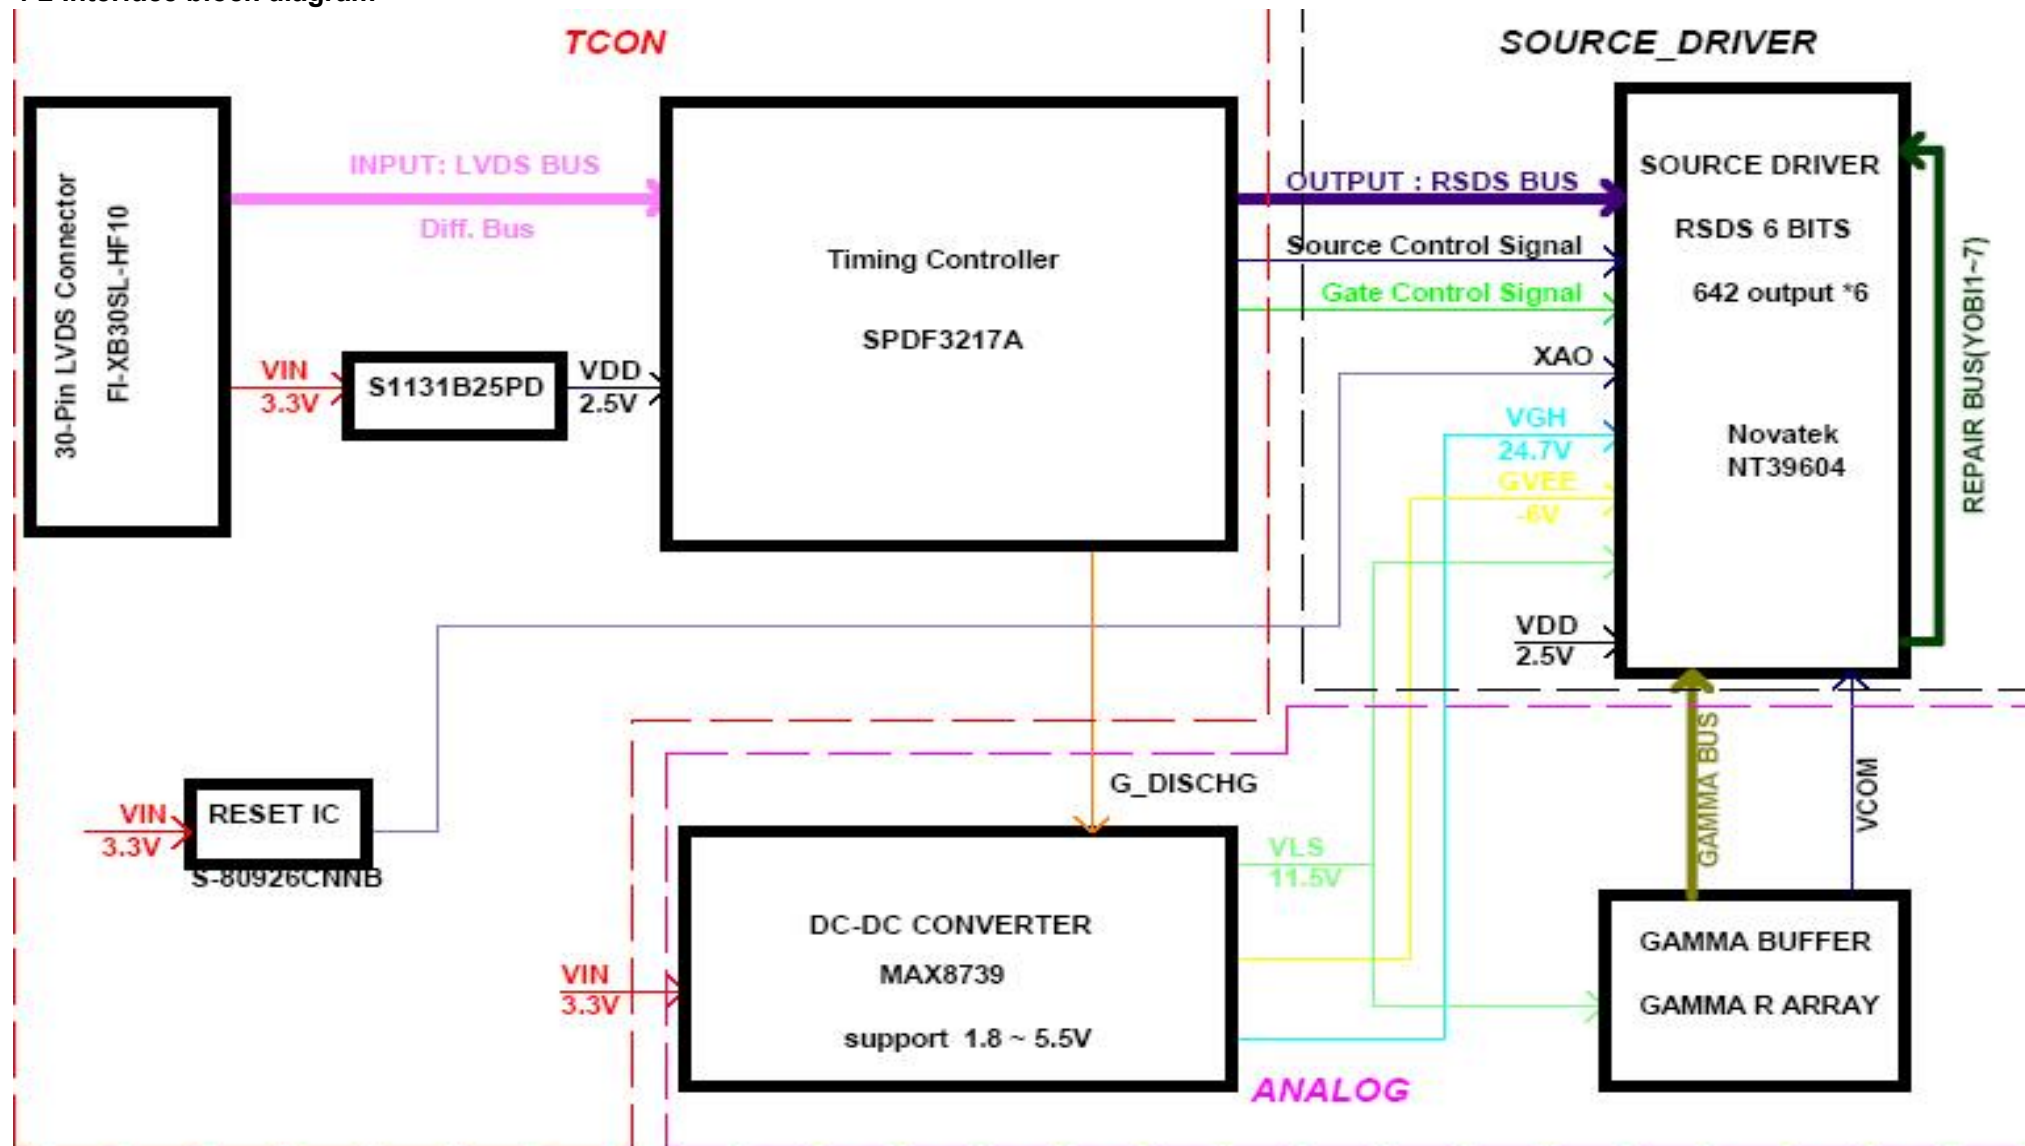 TCON
SOURCE_DRIVER
30-Pin LVDS Connector
FI-XB30SL-HF10
INPUT: LVDS BUS
Diff. Bus
VIN
3.3V
S1131B25PD
VDD
2.5V
Timing Controller
SPDF3217A
OUTPUT : RSDS BUS
Source Control Signal
Gate Control Signal
XAO
VGH
24.7V
GVEE
-6V
VDD
2.5V
SOURCE DRIVER
RSDS 6 BITS
642 output *6
Novatek
NT39604
REPAIR BUS(YOBI1~7)
VIN
3.3V
RESET IC
S-80926CNNB
G_DISCHG
VIN
3.3V
DC-DC CONVERTER
MAX8739
support 1.8 ~ 5.5V
VLS
11.5V
GAMMA BUS
VCOM
GAMMA BUFFER
GAMMA R ARRAY
ANALOG